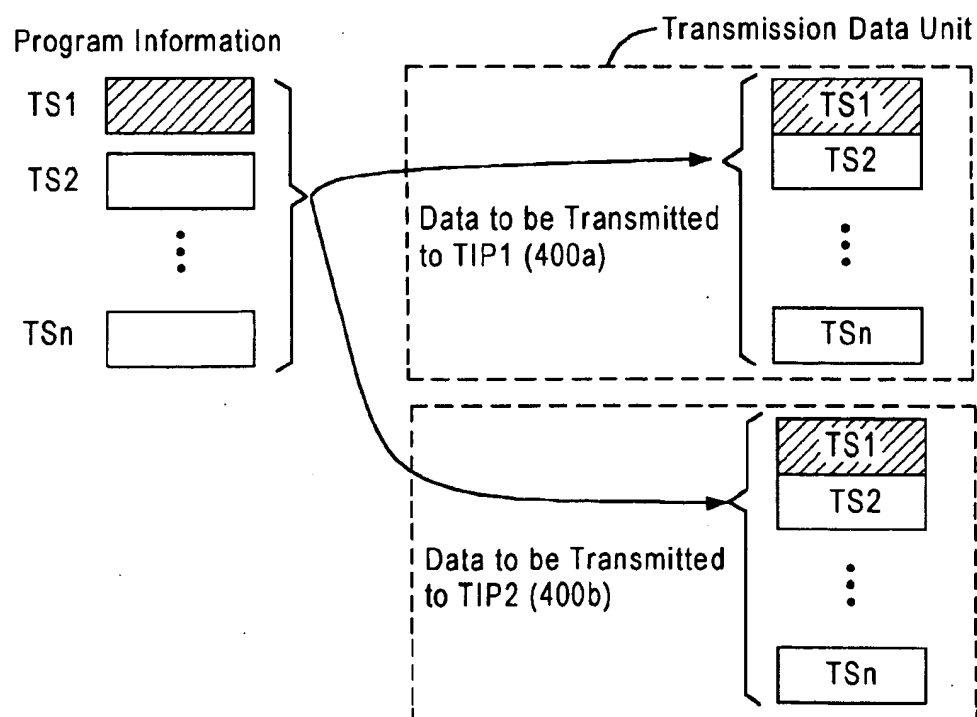 Program Information
TS1
TS2
TSn
Transmission Data Unit
TS1
TS2
Data to be Transmitted
to TIP1 (400a)
TSn
TS1
TS2
Data to be Transmitted
to TIP2 (400b)
TSn